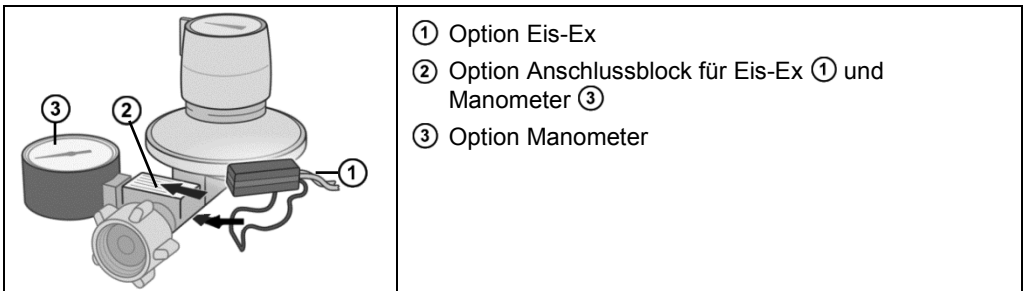 ① Option Eis-Ex
② Option Anschlussblock für Eis-Ex ① und
Manometer ③
③ Option Manometer
③
②
①